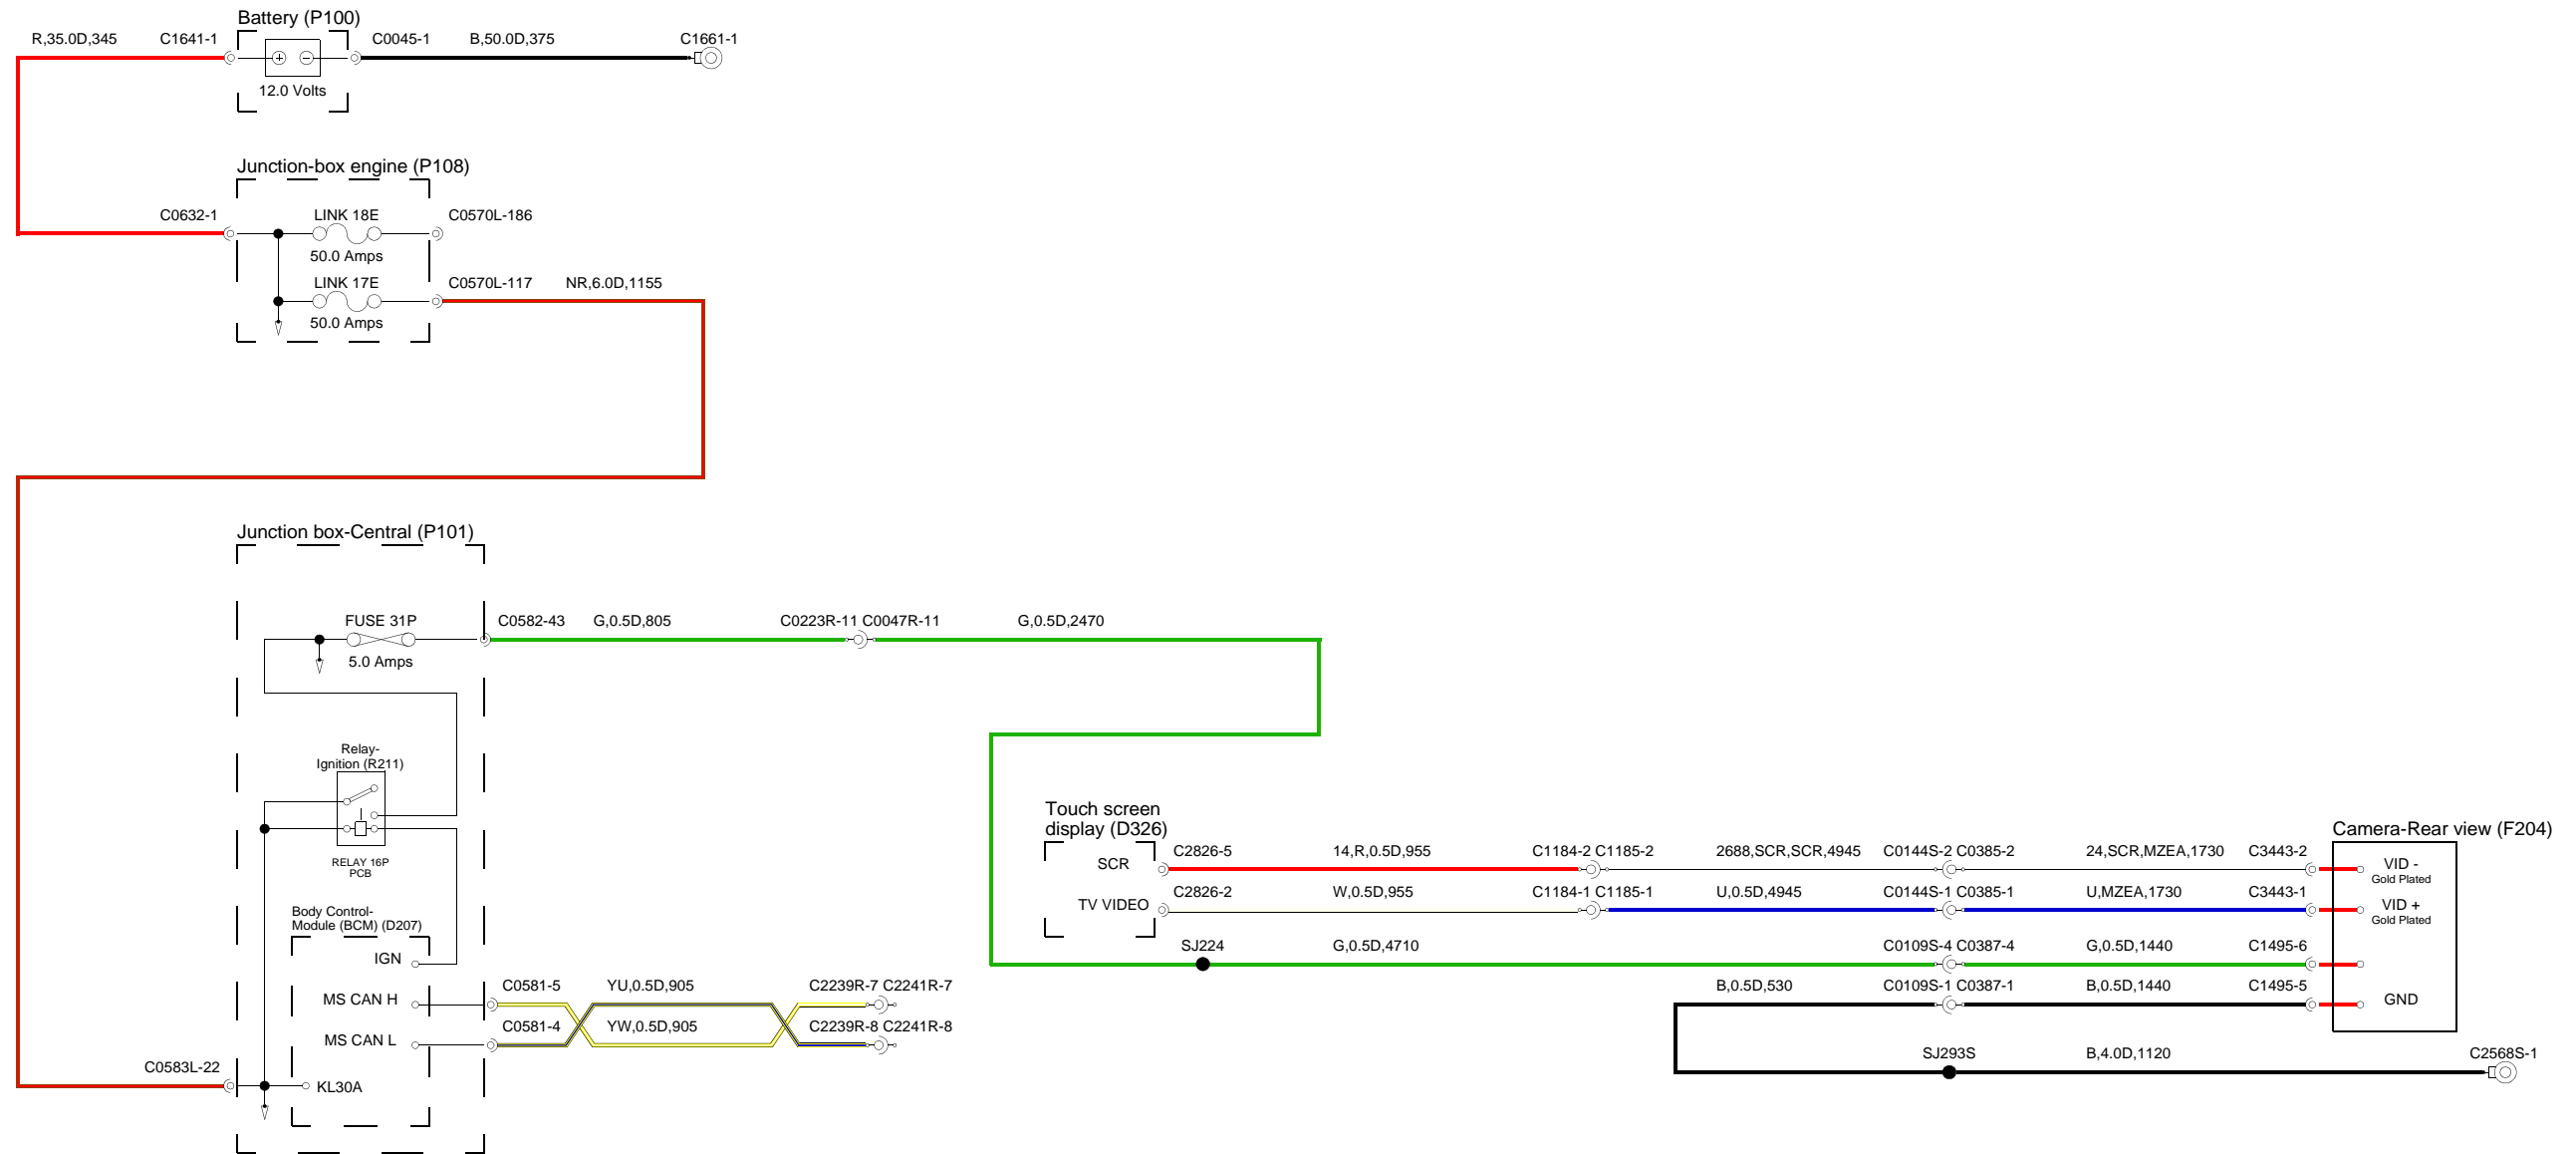 Battery (P100)
R,35.0D,345 C1641-1 C0045-1 B,50.0D,375 C1661-1
12.0 Volts
Junction-box engine (P108)
C0632-1 LINK 18E C0570L-186
50.0 Amps
LINK 17E C0570L-117 NR,6.0D,1155
50.0 Amps
Junction box-Central (P101)
FUSE 31P C0582-43 G,0.5D,805 C0223R-11 C0047R-11 G,0.5D,2470
5.0 Amps
Relay-
Ignition (R211)
RELAY 16P
PCB
Touch screen
display (D326)
Camera-Rear view (F204)
SCR C2826-5 14,R,0.5D,955 C1184-2 C1185-2 2688,SCR,SCR,4945 C0144S-2 C0385-2 24,SCR,MZEA,1730 C3443-2 VID -
Gold Plated
TV VIDEO C2826-2 W,0.5D,955 C1184-1 C1185-1 U,0.5D,4945 C0144S-1 C0385-1 U,MZEA,1730 C3443-1 VID +
Gold Plated
Body Control-
Module (BCM) (D207)
IGN
SJ224 G,0.5D,4710 C0109S-4 C0387-4 G,0.5D,1440 C1495-6
MS CAN H C0581-5 YU,0.5D,905 C2239R-7 C2241R-7
B,0.5D,530 C0109S-1 C0387-1 B,0.5D,1440 C1495-5 GND
MS CAN L C0581-4 YW,0.5D,905 C2239R-8 C2241R-8
SJ293S B,4.0D,1120 C2568S-1
C0583L-22 KL30A